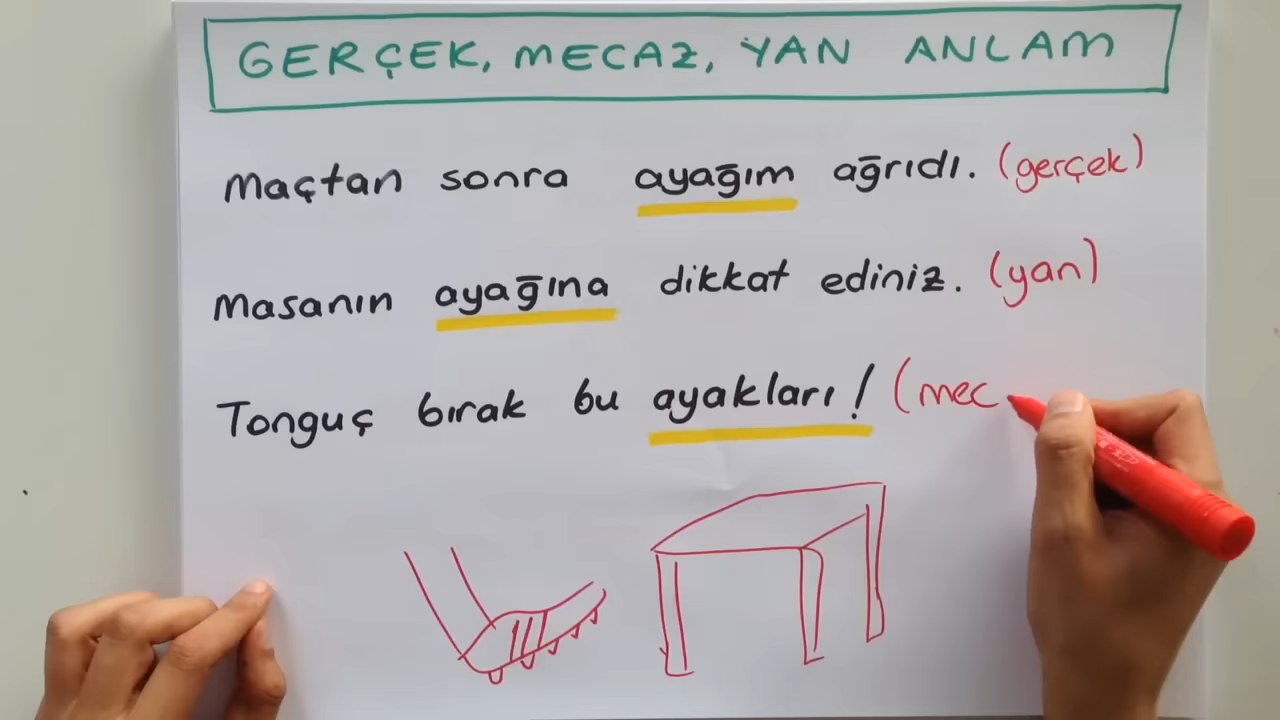 GERÇEK, MECAZ, YAN ANLAM
Maçtan sonra ayağım ağrıdı. (gerçek)
Masanın ayağına dikkat ediniz. (yan)
Tonguç bırak bu ayakları! (mec